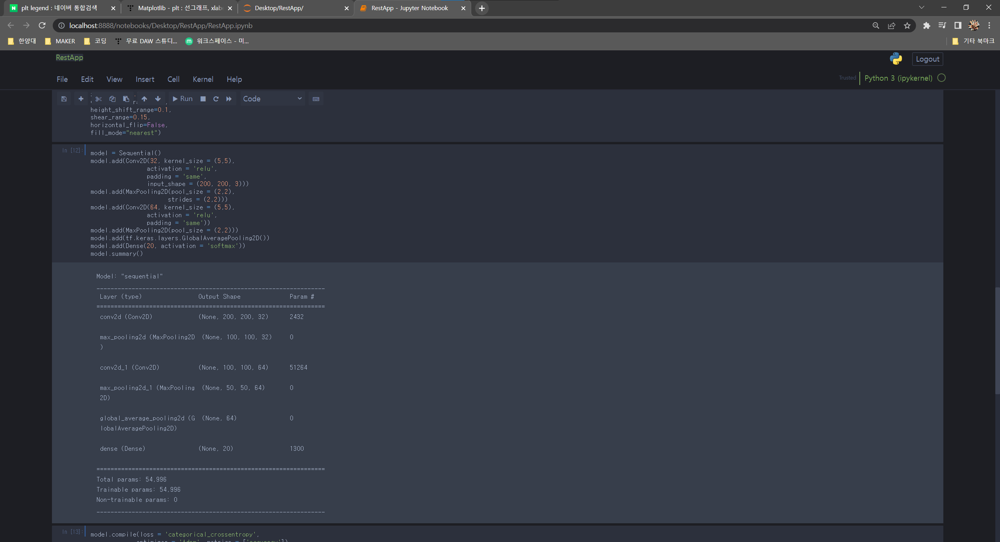 plt legend : 네이버 통합검색
Matplotlib - plt : 선그래프, xlab
Desktop/RestApp/
RestApp - Jupyter Notebook
localhost:8888/notebooks/Desktop/RestApp/RestApp.ipynb
한양대 MAKER 코딩 무료 DAW 스튜디... 워크스페이스 - 미... 기타 북마크
RestApp Logout
File Edit View Insert Cell Kernel Help Trusted Python 3 (ipykernel)
Run Code
height_shift_range=0.1,
shear_range=0.15,
horizontal_flip=False,
fill_mode="nearest")
In [12]:
model = Sequential()
model.add(Conv2D(32, kernel_size = (5,5),
activation = 'relu',
padding = 'same',
input_shape = (200, 200, 3)))
model.add(MaxPooling2D(pool_size = (2,2),
strides = (2,2)))
model.add(Conv2D(64, kernel_size = (5,5),
activation = 'relu',
padding = 'same'))
model.add(MaxPooling2D(pool_size = (2,2)))
model.add(tf.keras.layers.GlobalAveragePooling2D())
model.add(Dense(20, activation = 'softmax'))
model.summary()
Model: "sequential"
_________________________________________________________________
Layer (type) Output Shape Param #
=================================================================
conv2d (Conv2D) (None, 200, 200, 32) 2432
max_pooling2d (MaxPooling2D (None, 100, 100, 32) 0
)
conv2d_1 (Conv2D) (None, 100, 100, 64) 51264
max_pooling2d_1 (MaxPooling (None, 50, 50, 64) 0
2D)
global_average_pooling2d (G (None, 64) 0
lobalAveragePooling2D)
dense (Dense) (None, 20) 1300
=================================================================
Total params: 54,996
Trainable params: 54,996
Non-trainable params: 0
_________________________________________________________________
In [13]:
model.compile(loss = 'categorical_crossentropy',
optimizer = 'Adam', metrics = ['accuracy'])